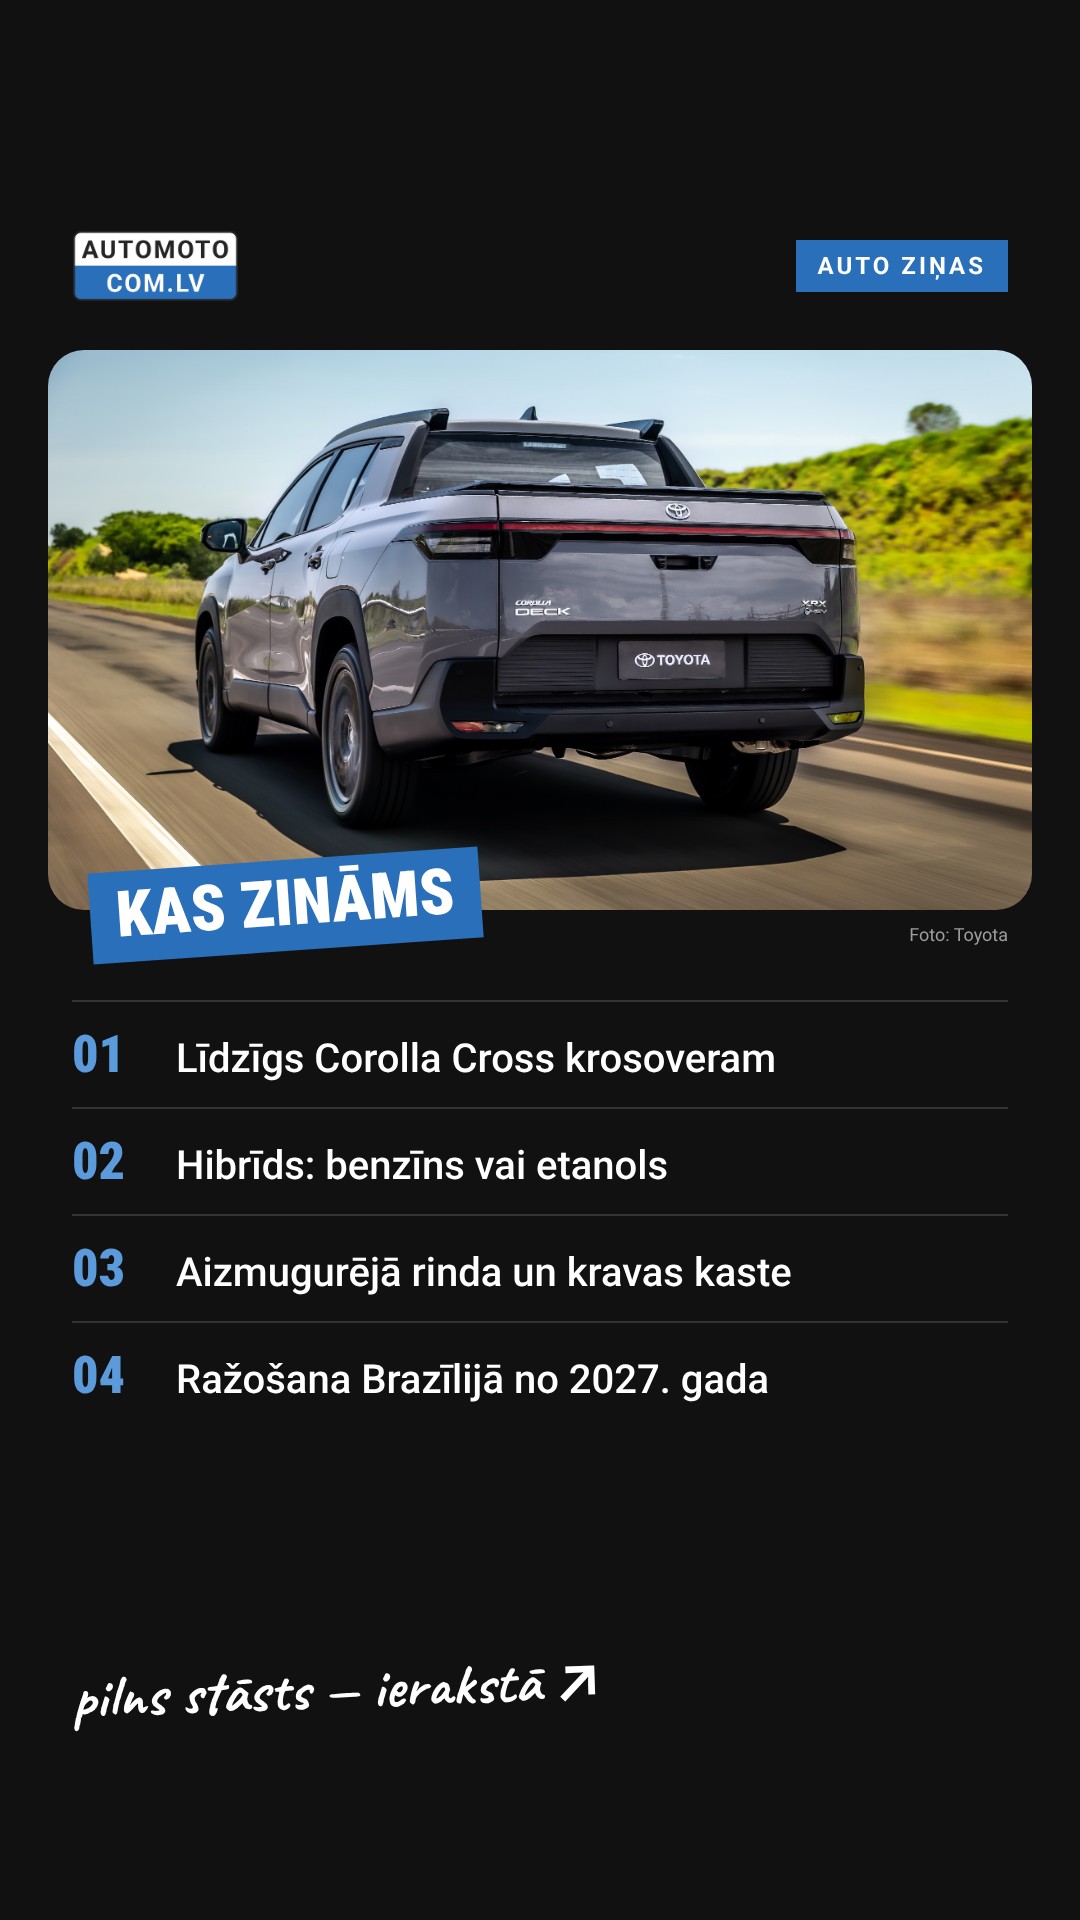 AUTOMOTO
COM.LV
AUTO ZIŅAS
COROLLA
DECK
XRX
TOYOTA
KAS ZINĀMS
Foto: Toyota
01 Līdzīgs Corolla Cross krosoveram
02 Hibrīds: benzīns vai etanols
03 Aizmugurējā rinda un kravas kaste
04 Ražošana Brazīlijā no 2027. gada
pilns stāsts – ierakstā ↗